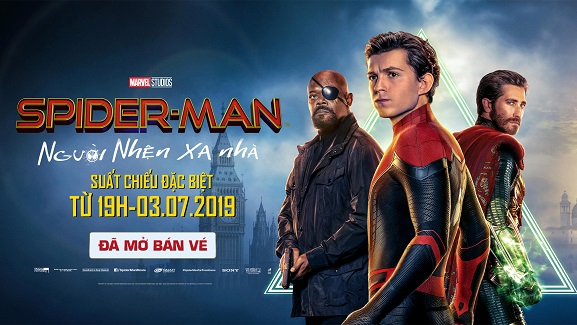 MARVEL STUDIOS
SPIDER-MAN
NGƯỜI NHỆN XA NHÀ
SUẤT CHIẾU ĐẶC BIỆT
TỪ 19H-03.07.2019
ĐÃ MỞ BÁN VÉ
SONY